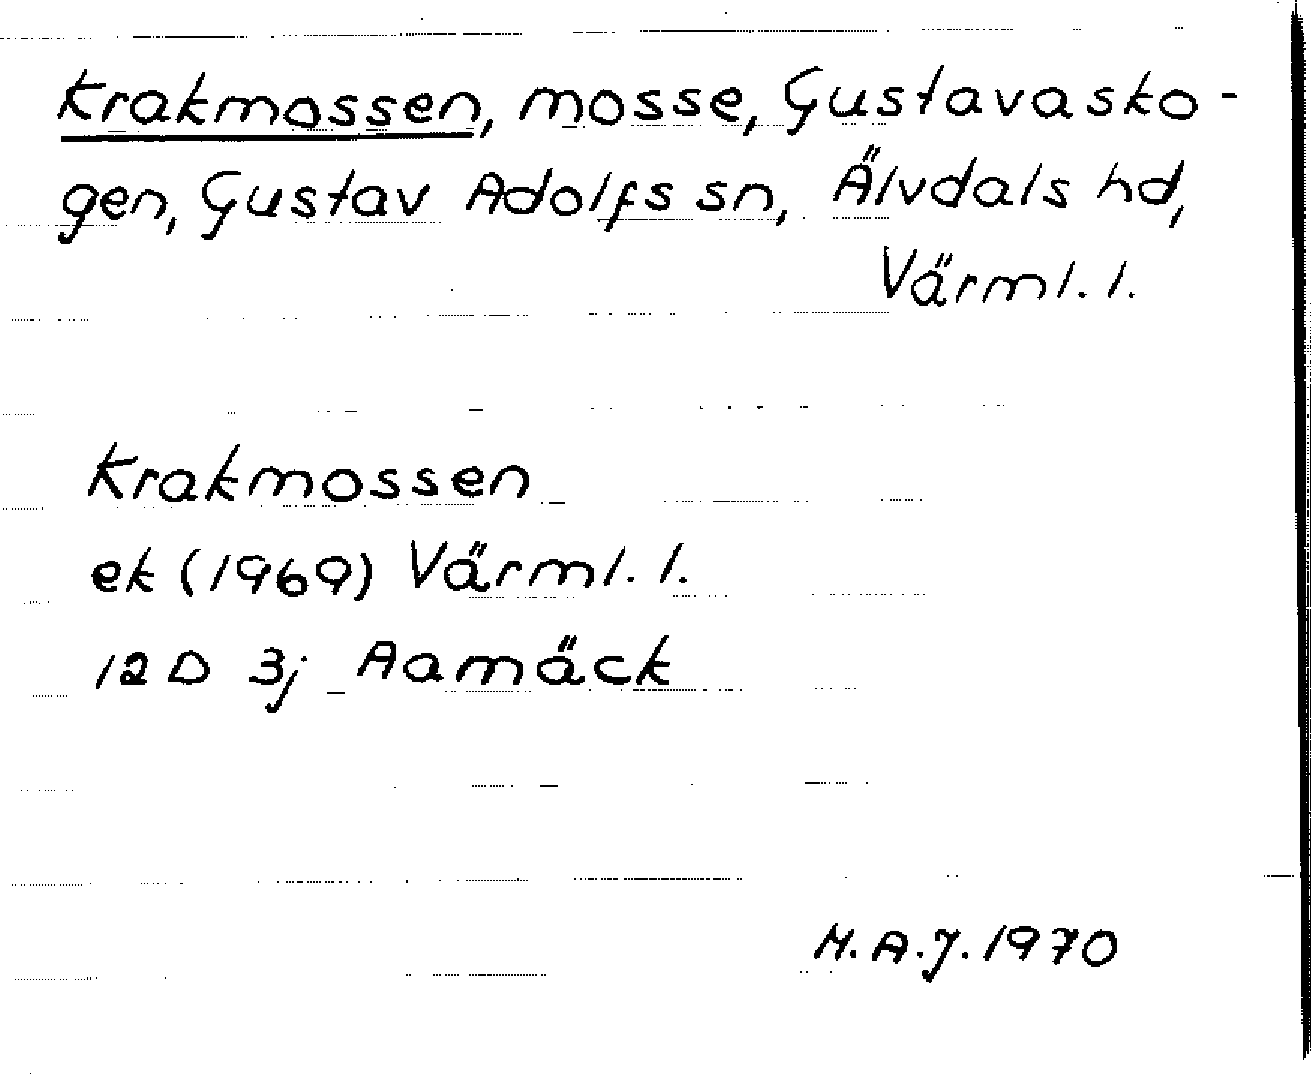 Krakmossen, mosse, Gustavasko-
gen, Gustav Adolfs sn, Älvdals hd,
Värml. l.
Krakmossen
ek (1969) Värml. l.
12 D 3j Aamäck
M.A.J. 1970